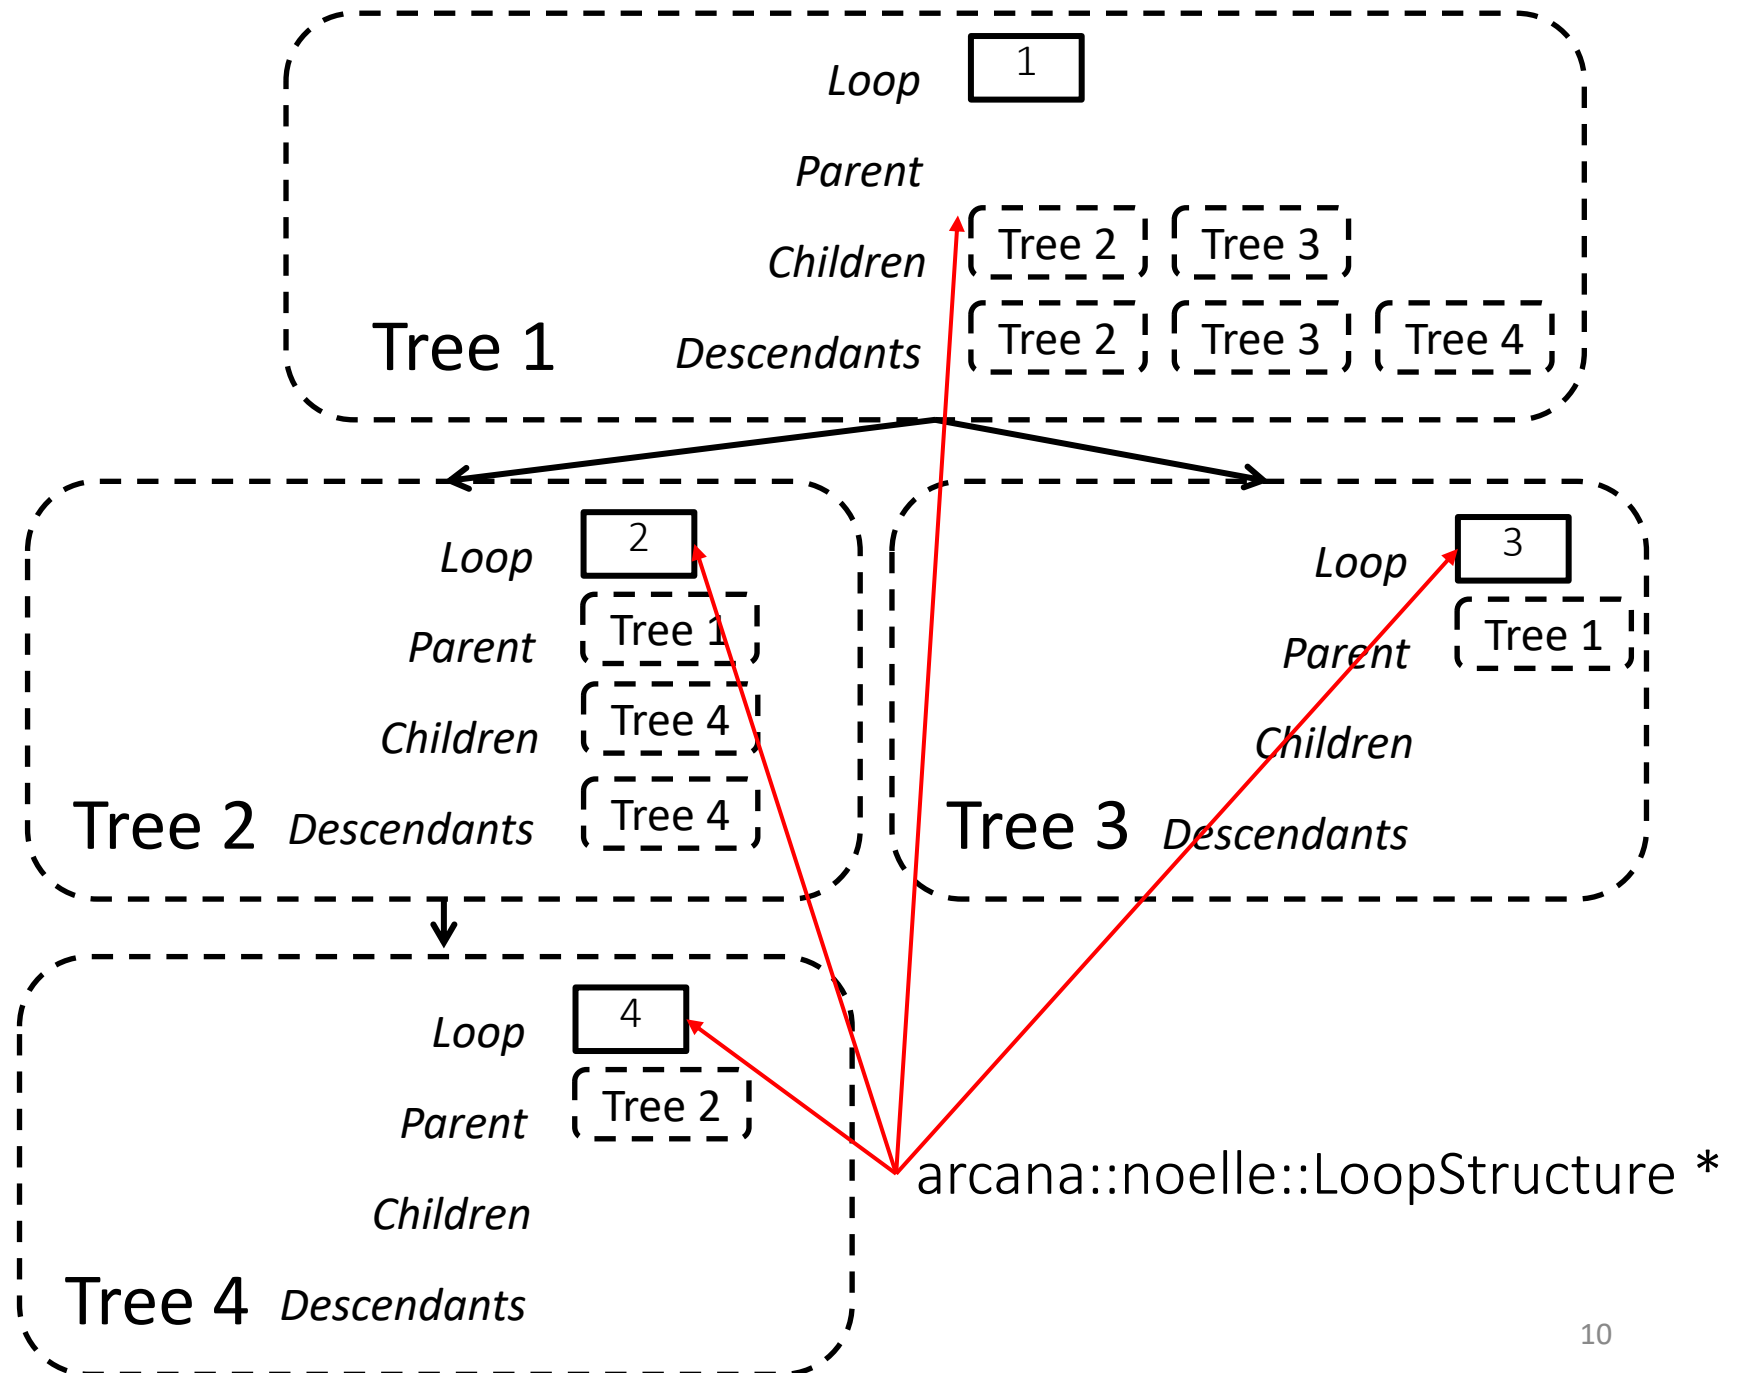 Loop 1
Parent
Children Tree 2 Tree 3
Tree 1 Descendants Tree 2 Tree 3 Tree 4
Loop 2
Parent Tree 1
Children Tree 4
Tree 2 Descendants Tree 4
Loop 3
Parent Tree 1
Children
Tree 3 Descendants
Loop 4
Parent Tree 2
Children
Tree 4 Descendants
arcana::noelle::LoopStructure *
10